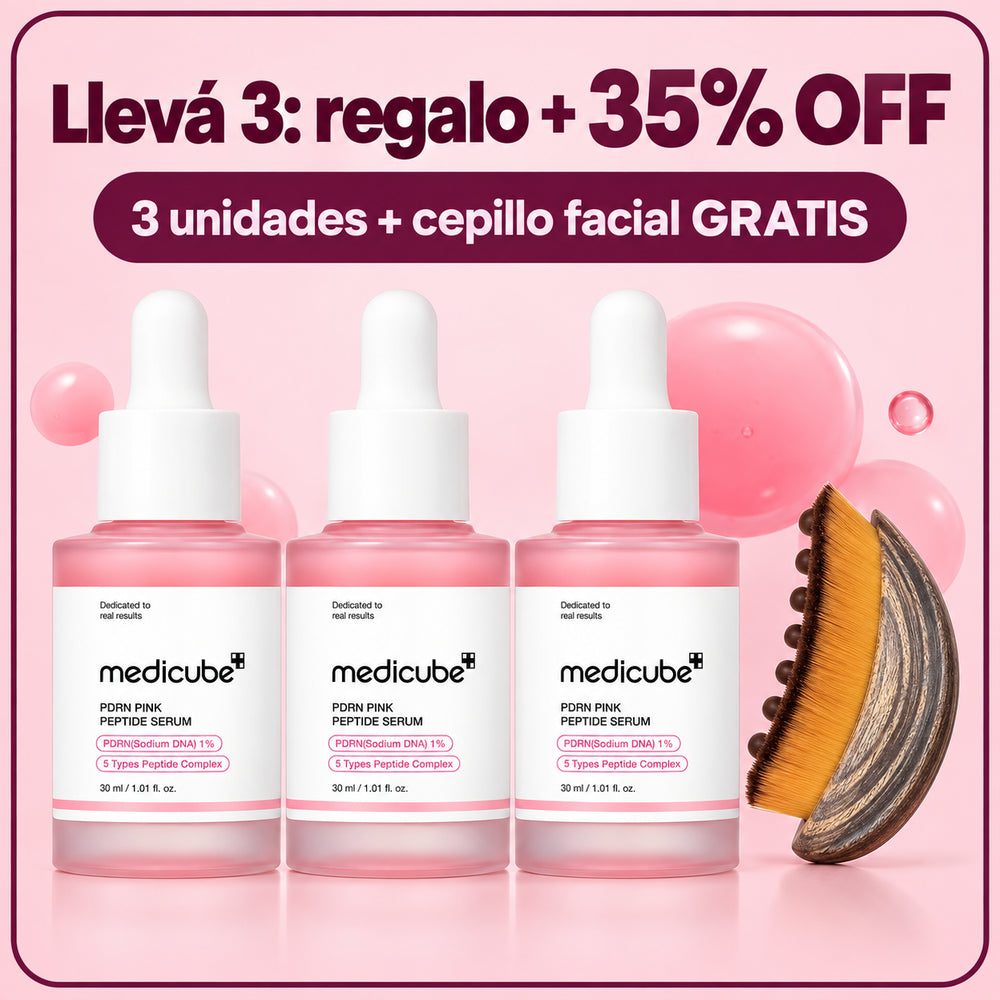 Llevá 3: regalo + 35% OFF
3 unidades + cepillo facial GRATIS
Dedicated to
real results
medicube
PDRN PINK
PEPTIDE SERUM
PDRN(Sodium DNA) 1%
5 Types Peptide Complex
30 ml / 1.01 fl. oz.
Dedicated to
real results
medicube
PDRN PINK
PEPTIDE SERUM
PDRN(Sodium DNA) 1%
5 Types Peptide Complex
30 ml / 1.01 fl. oz.
Dedicated to
real results
medicube
PDRN PINK
PEPTIDE SERUM
PDRN(Sodium DNA) 1%
5 Types Peptide Complex
30 ml / 1.01 fl. oz.